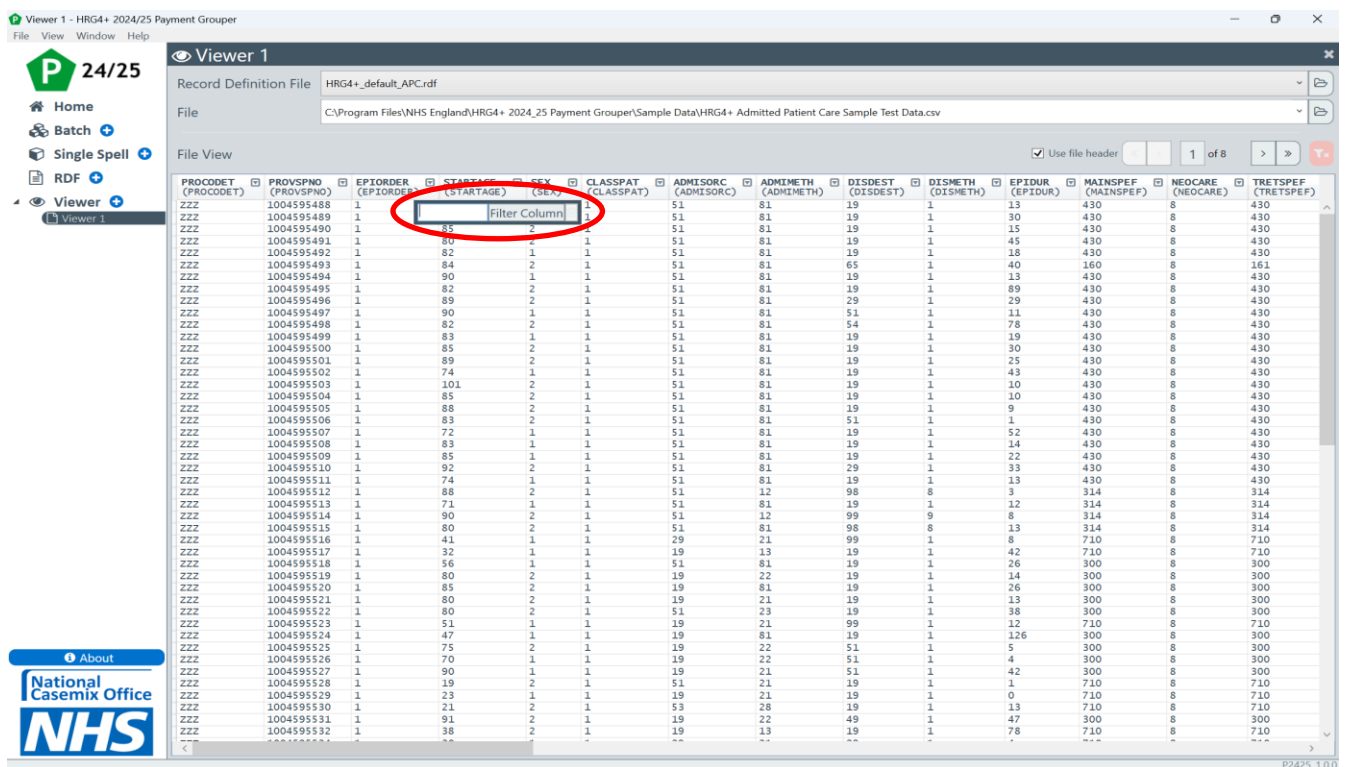 Viewer 1 - HRG4+ 2024/25 Payment Grouper
File View Window Help
P 24/25
Home
Batch
Single Spell
RDF
Viewer
Viewer 1
About
National
Casemix Office
NHS
Viewer 1
Record Definition File HRG4+_default_APC.rdf
File C:\Program Files\NHS England\HRG4+ 2024_25 Payment Grouper\Sample Data\HRG4+ Admitted Patient Care Sample Test Data.csv
File View Use file header 1 of 8
PROCODET PROVSPNO EPIORDER STARTAGE SEX CLASSPAT ADMISORC ADMIMETH DISDEST DISMETH EPIDUR MAINSPEF NEOCARE TRETSPEF
(PROCODET) (PROVSPNO) (EPIORDER) (STARTAGE) (SEX) (CLASSPAT) (ADMISORC) (ADMIMETH) (DISDEST) (DISMETH) (EPIDUR) (MAINSPEF) (NEOCARE) (TRETSPEF)
ZZZ 1004595488 1 1 51 81 19 1 13 430 8 430
Filter Column
ZZZ 1004595489 1 1 51 81 19 1 30 430 8 430
ZZZ 1004595490 1 85 2 1 51 81 19 1 15 430 8 430
ZZZ 1004595491 1 80 2 1 51 81 19 1 45 430 8 430
ZZZ 1004595492 1 82 1 1 51 81 19 1 18 430 8 430
ZZZ 1004595493 1 84 2 1 51 81 65 1 40 160 8 161
ZZZ 1004595494 1 90 1 1 51 81 19 1 13 430 8 430
ZZZ 1004595495 1 82 2 1 51 81 19 1 89 430 8 430
ZZZ 1004595496 1 89 2 1 51 81 29 1 29 430 8 430
ZZZ 1004595497 1 90 1 1 51 81 51 1 11 430 8 430
ZZZ 1004595498 1 82 2 1 51 81 54 1 78 430 8 430
ZZZ 1004595499 1 83 1 1 51 81 19 1 19 430 8 430
ZZZ 1004595500 1 85 2 1 51 81 19 1 30 430 8 430
ZZZ 1004595501 1 89 2 1 51 81 19 1 25 430 8 430
ZZZ 1004595502 1 74 1 1 51 81 19 1 43 430 8 430
ZZZ 1004595503 1 101 2 1 51 81 19 1 10 430 8 430
ZZZ 1004595504 1 85 2 1 51 81 19 1 10 430 8 430
ZZZ 1004595505 1 88 2 1 51 81 19 1 9 430 8 430
ZZZ 1004595506 1 83 2 1 51 81 51 1 1 430 8 430
ZZZ 1004595507 1 72 1 1 51 81 19 1 52 430 8 430
ZZZ 1004595508 1 83 1 1 51 81 19 1 14 430 8 430
ZZZ 1004595509 1 85 1 1 51 81 19 1 22 430 8 430
ZZZ 1004595510 1 92 2 1 51 81 29 1 33 430 8 430
ZZZ 1004595511 1 74 1 1 51 81 19 1 13 430 8 430
ZZZ 1004595512 1 88 2 1 51 12 98 8 3 314 8 314
ZZZ 1004595513 1 71 1 1 51 81 19 1 12 314 8 314
ZZZ 1004595514 1 90 2 1 51 12 99 9 8 314 8 314
ZZZ 1004595515 1 80 2 1 51 81 98 8 13 314 8 314
ZZZ 1004595516 1 41 1 1 29 21 99 1 8 710 8 710
ZZZ 1004595517 1 32 1 1 19 13 19 1 42 710 8 710
ZZZ 1004595518 1 56 1 1 51 81 19 1 26 300 8 300
ZZZ 1004595519 1 80 2 1 19 22 19 1 14 300 8 300
ZZZ 1004595520 1 85 2 1 19 81 19 1 26 300 8 300
ZZZ 1004595521 1 80 2 1 19 21 19 1 13 300 8 300
ZZZ 1004595522 1 80 2 1 51 23 19 1 38 300 8 300
ZZZ 1004595523 1 51 1 1 19 21 99 1 12 710 8 710
ZZZ 1004595524 1 47 1 1 19 81 19 1 126 300 8 300
ZZZ 1004595525 1 75 2 1 19 22 51 1 5 300 8 300
ZZZ 1004595526 1 70 1 1 19 22 51 1 4 300 8 300
ZZZ 1004595527 1 90 1 1 19 21 51 1 42 300 8 300
ZZZ 1004595528 1 19 2 1 51 21 19 1 1 710 8 710
ZZZ 1004595529 1 23 1 1 19 21 19 1 0 710 8 710
ZZZ 1004595530 1 21 2 1 53 28 19 1 13 710 8 710
ZZZ 1004595531 1 91 2 1 19 22 49 1 47 300 8 300
ZZZ 1004595532 1 38 2 1 19 13 19 1 78 710 8 710
P2425.1.0.0